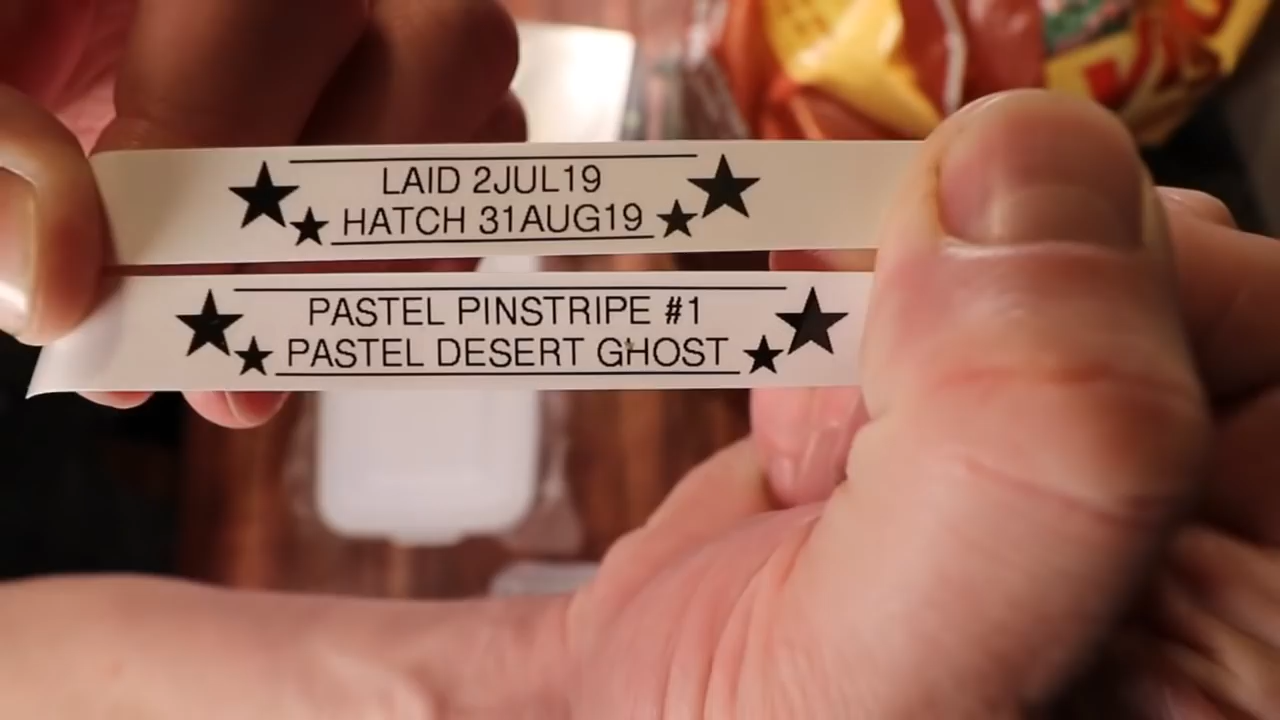 LAID 2JUL19
HATCH 31AUG19
PASTEL PINSTRIPE #1
PASTEL DESERT GHOST